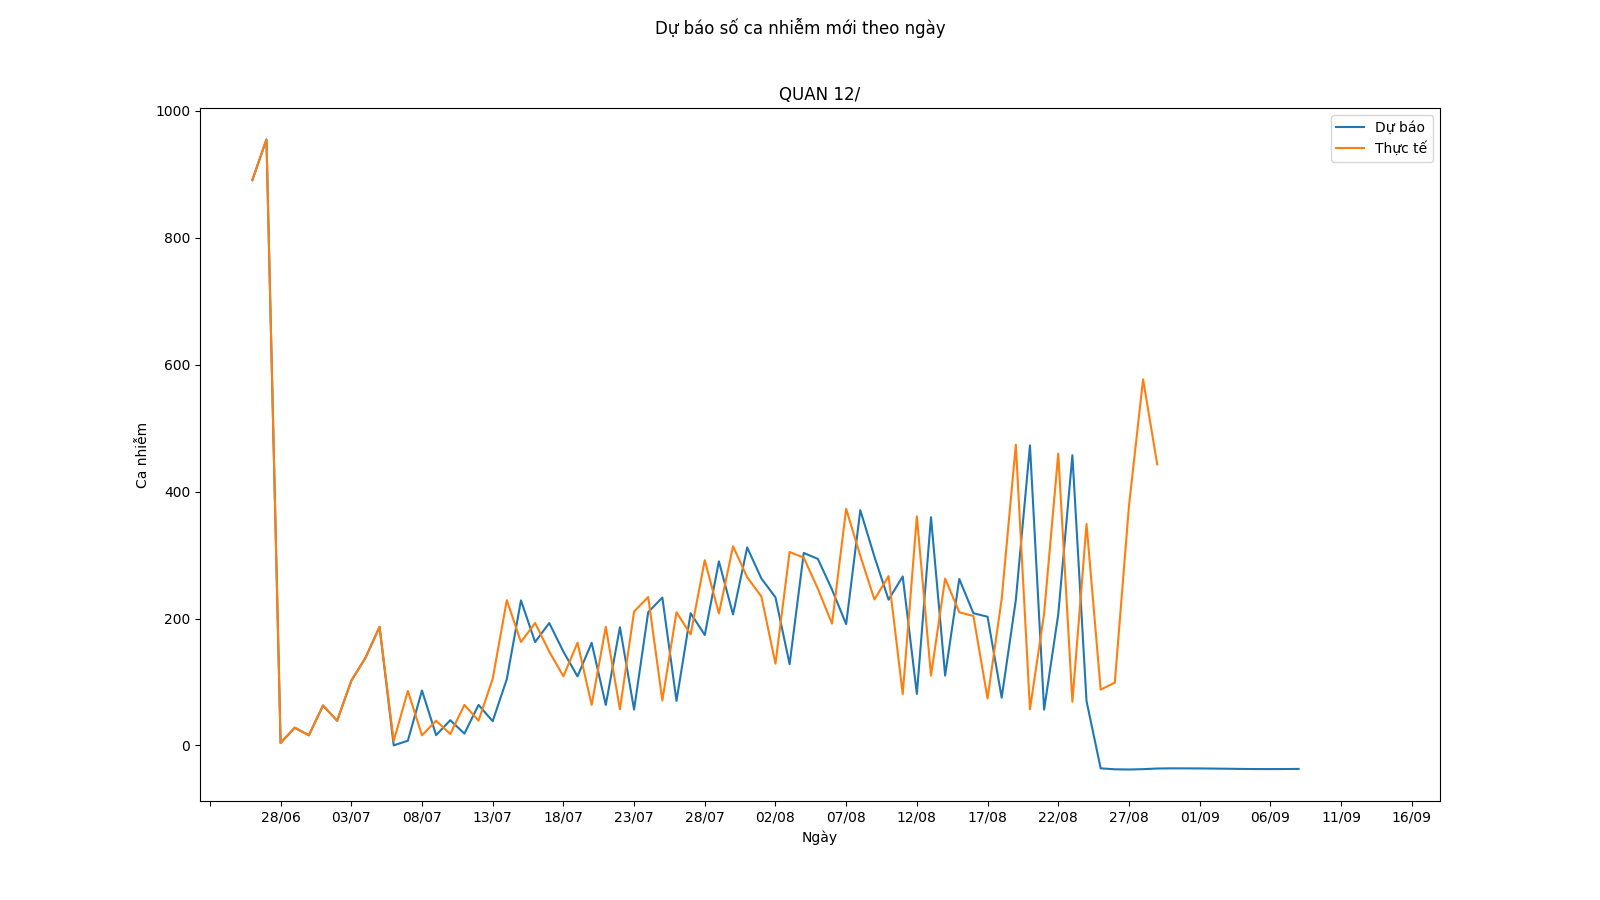 Dự báo số ca nhiễm mới theo ngày
QUAN 12/
Dự báo
Thực tế
1000
800
600
400
200
0
Ca nhiễm
28/06 03/07 08/07 13/07 18/07 23/07 28/07 02/08 07/08 12/08 17/08 22/08 27/08 01/09 06/09 11/09 16/09
Ngày